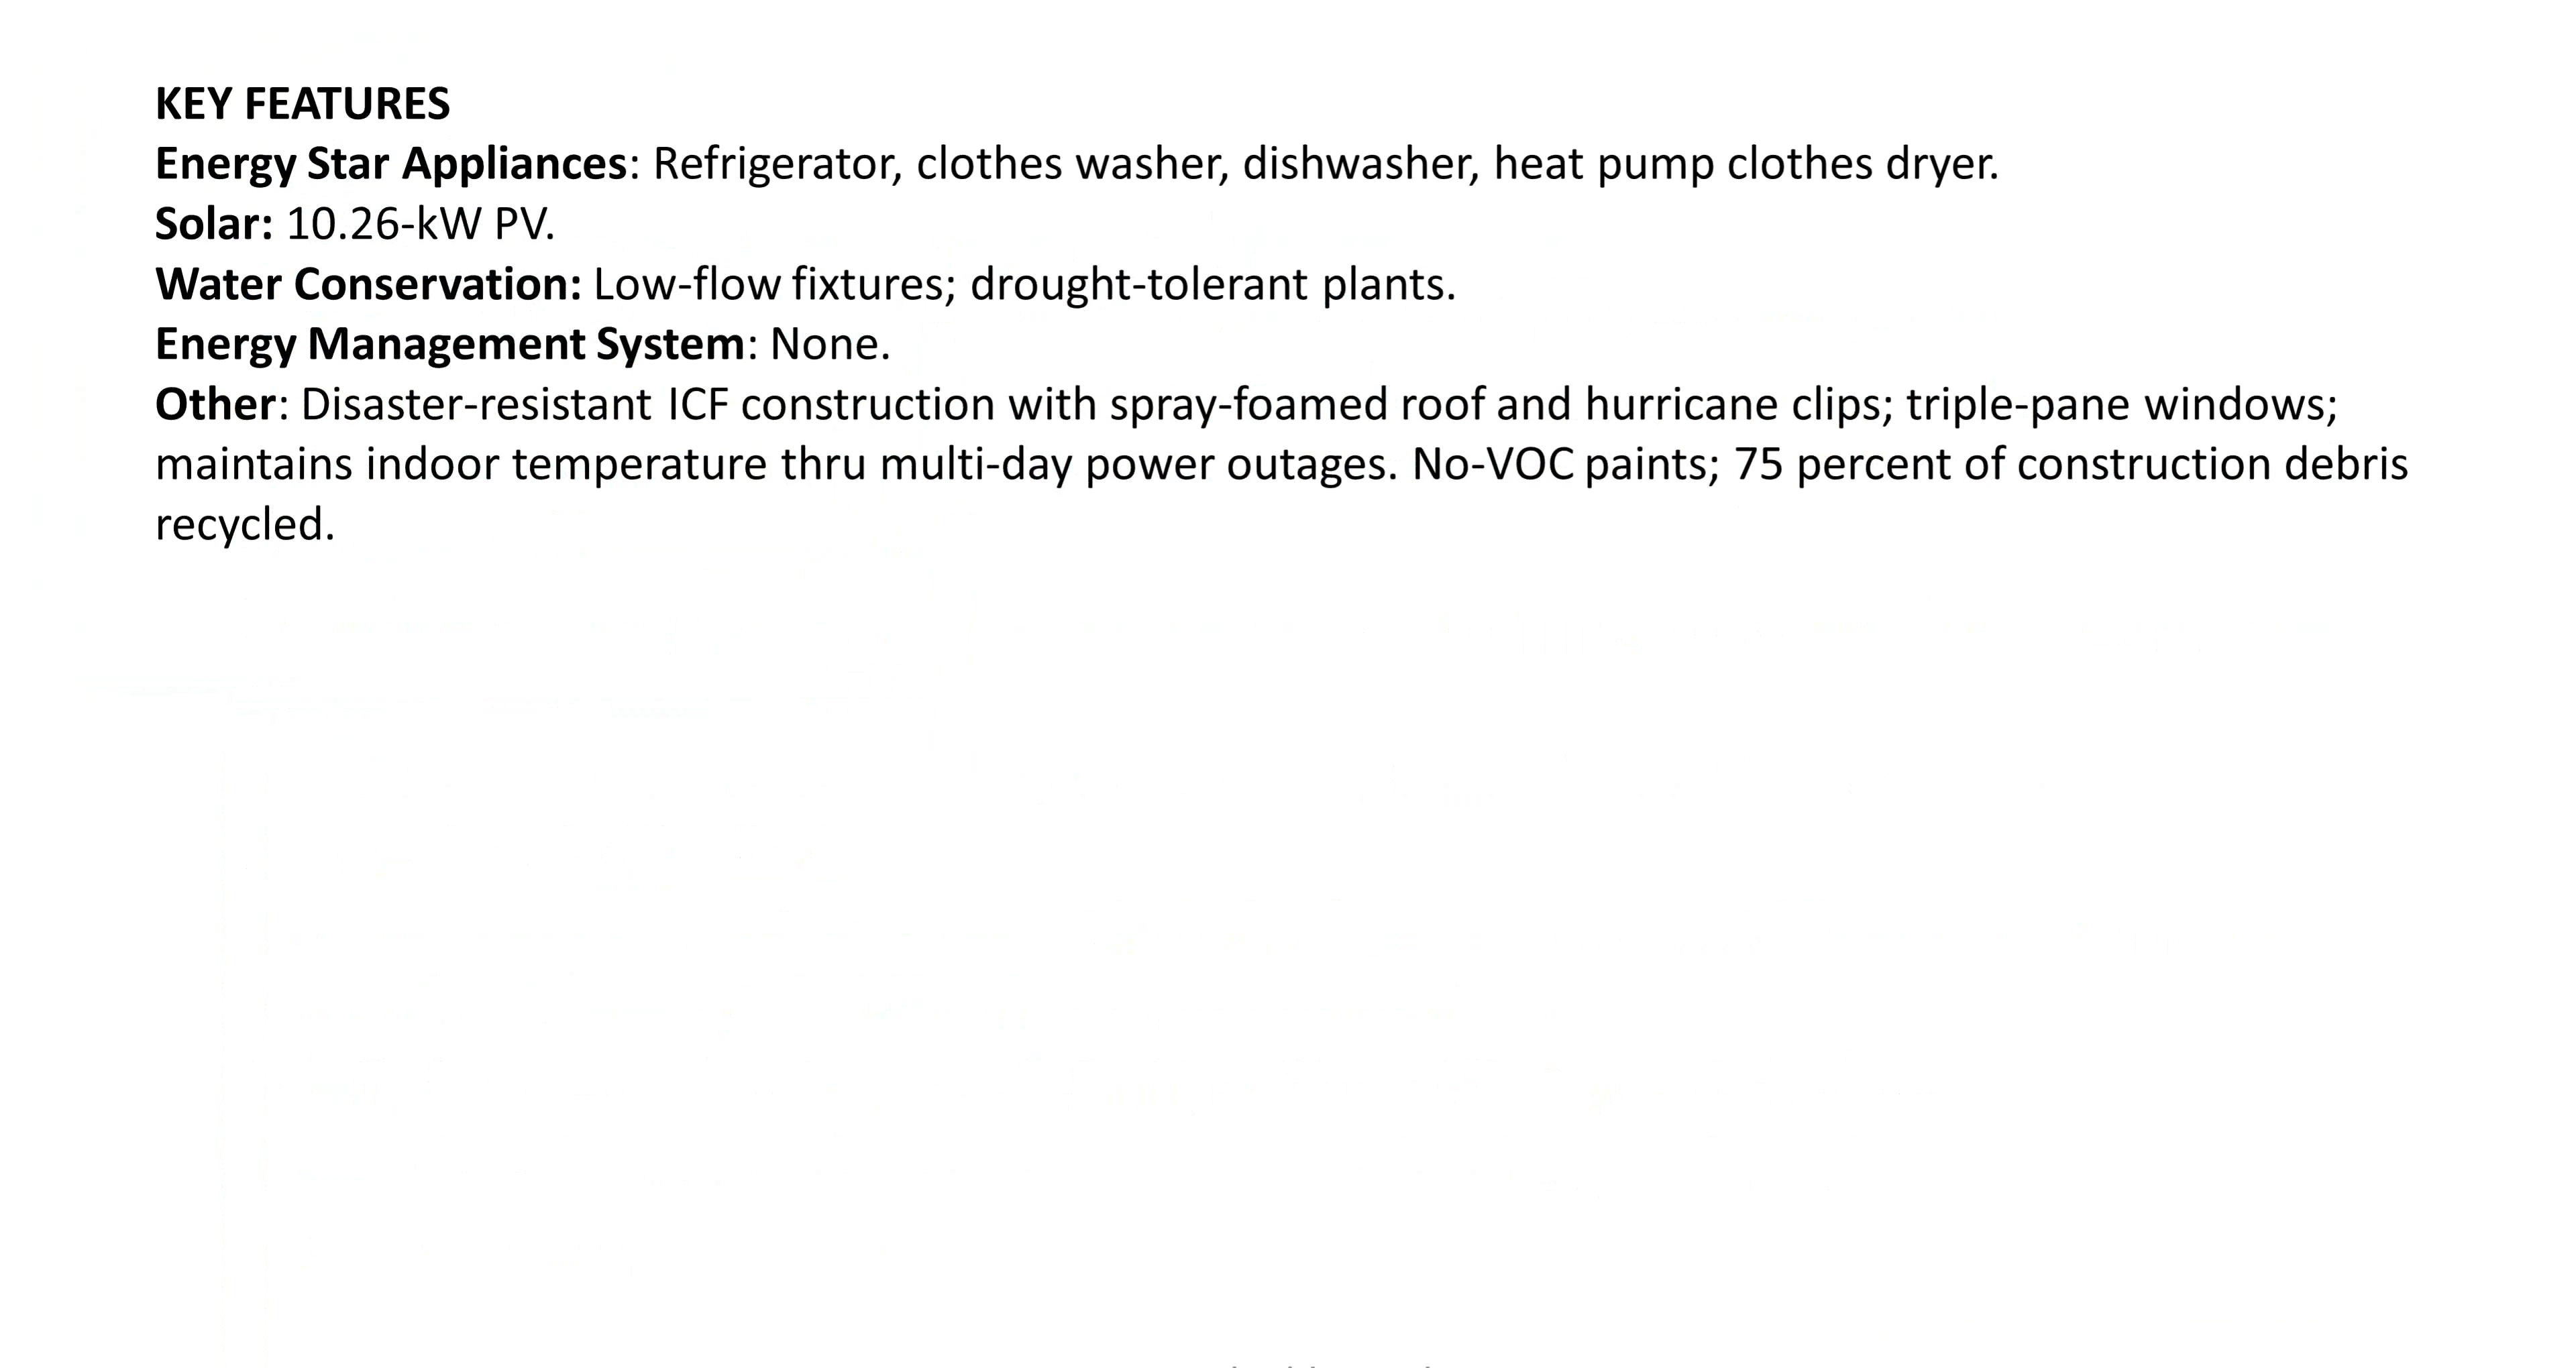 KEY FEATURES
Energy Star Appliances: Refrigerator, clothes washer, dishwasher, heat pump clothes dryer.
Solar: 10.26-kW PV.
Water Conservation: Low-flow fixtures; drought-tolerant plants.
Energy Management System: None.
Other: Disaster-resistant ICF construction with spray-foamed roof and hurricane clips; triple-pane windows;
maintains indoor temperature thru multi-day power outages. No-VOC paints; 75 percent of construction debris
recycled.